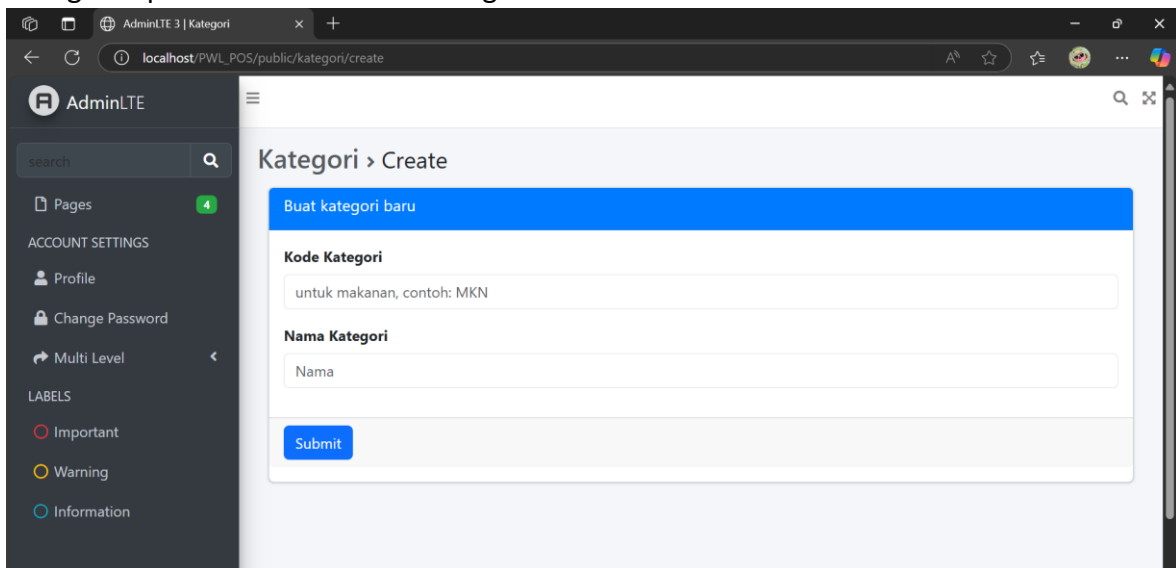 AdminLTE 3 | Kategori
localhost/PWL_POS/public/kategori/create
AdminLTE
search
Kategori › Create
Pages 4
Buat kategori baru
ACCOUNT SETTINGS
Kode Kategori
Profile
untuk makanan, contoh: MKN
Change Password
Nama Kategori
Multi Level
Nama
LABELS
Important
Submit
Warning
Information